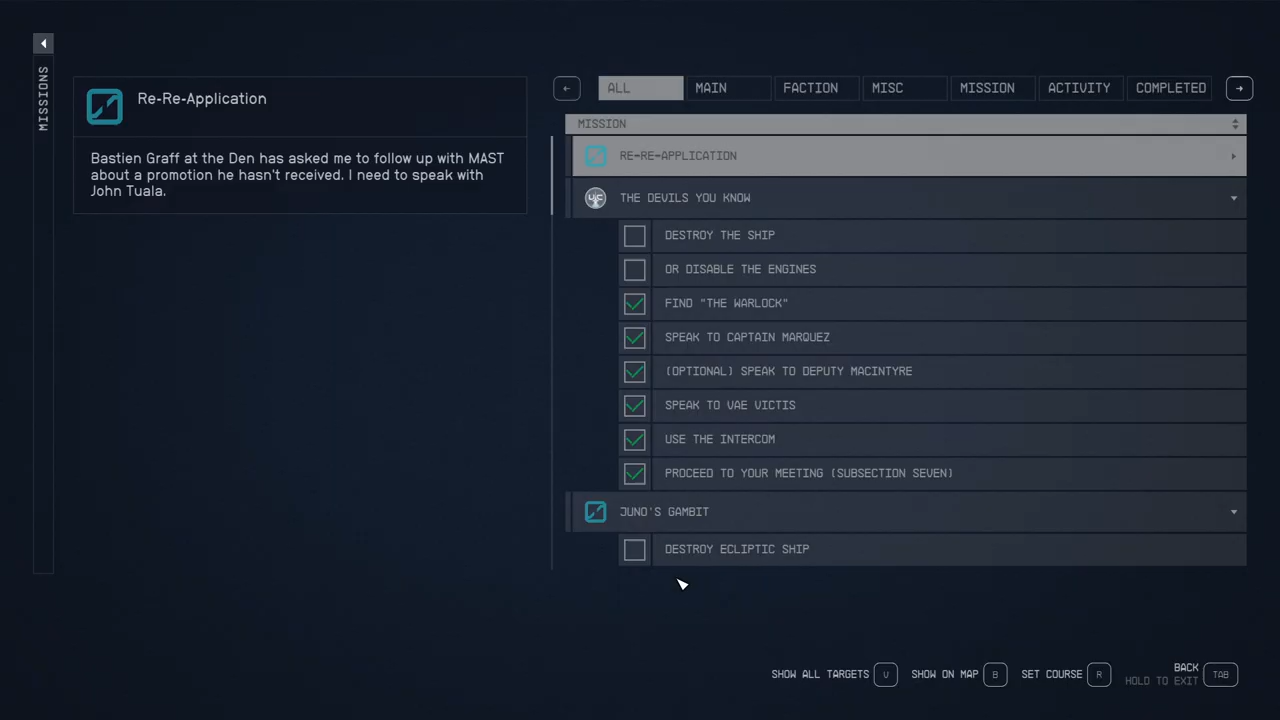 MISSIONS
Re-Re-Application
Bastien Graff at the Den has asked me to follow up with MAST
about a promotion he hasn't received. I need to speak with
John Tuala.
ALL
MAIN
FACTION
MISC
MISSION
ACTIVITY
COMPLETED
MISSION
RE-RE-APPLICATION
THE DEVILS YOU KNOW
DESTROY THE SHIP
OR DISABLE THE ENGINES
FIND "THE WARLOCK"
SPEAK TO CAPTAIN MARQUEZ
(OPTIONAL) SPEAK TO DEPUTY MACINTYRE
SPEAK TO VAE VICTIS
USE THE INTERCOM
PROCEED TO YOUR MEETING (SUBSECTION SEVEN)
JUNO'S GAMBIT
DESTROY ECLIPTIC SHIP
SHOW ALL TARGETS
SHOW ON MAP B
SET COURSE R
BACK
HOLD TO EXIT
TAB